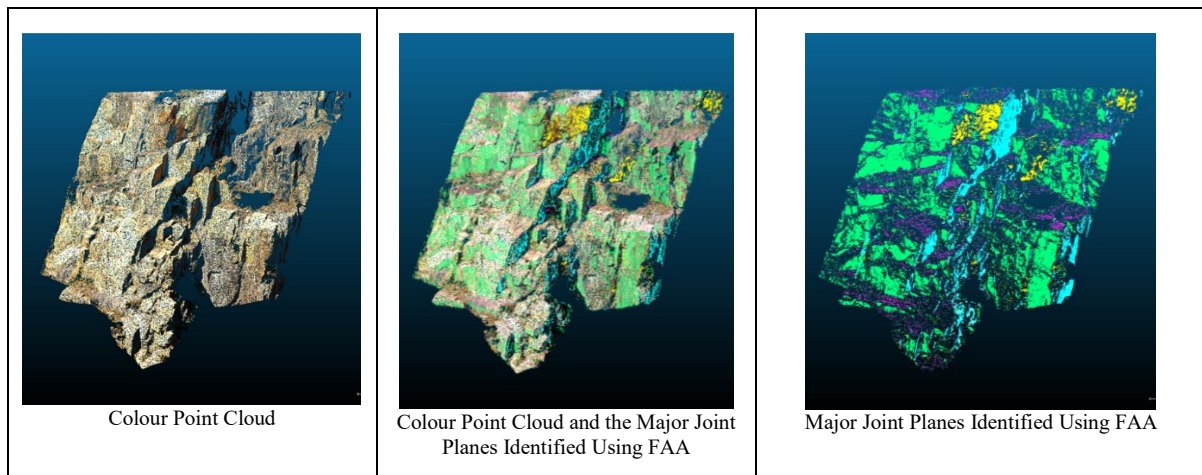 Colour Point Cloud
Colour Point Cloud and the Major Joint
Planes Identified Using FAA
Major Joint Planes Identified Using FAA